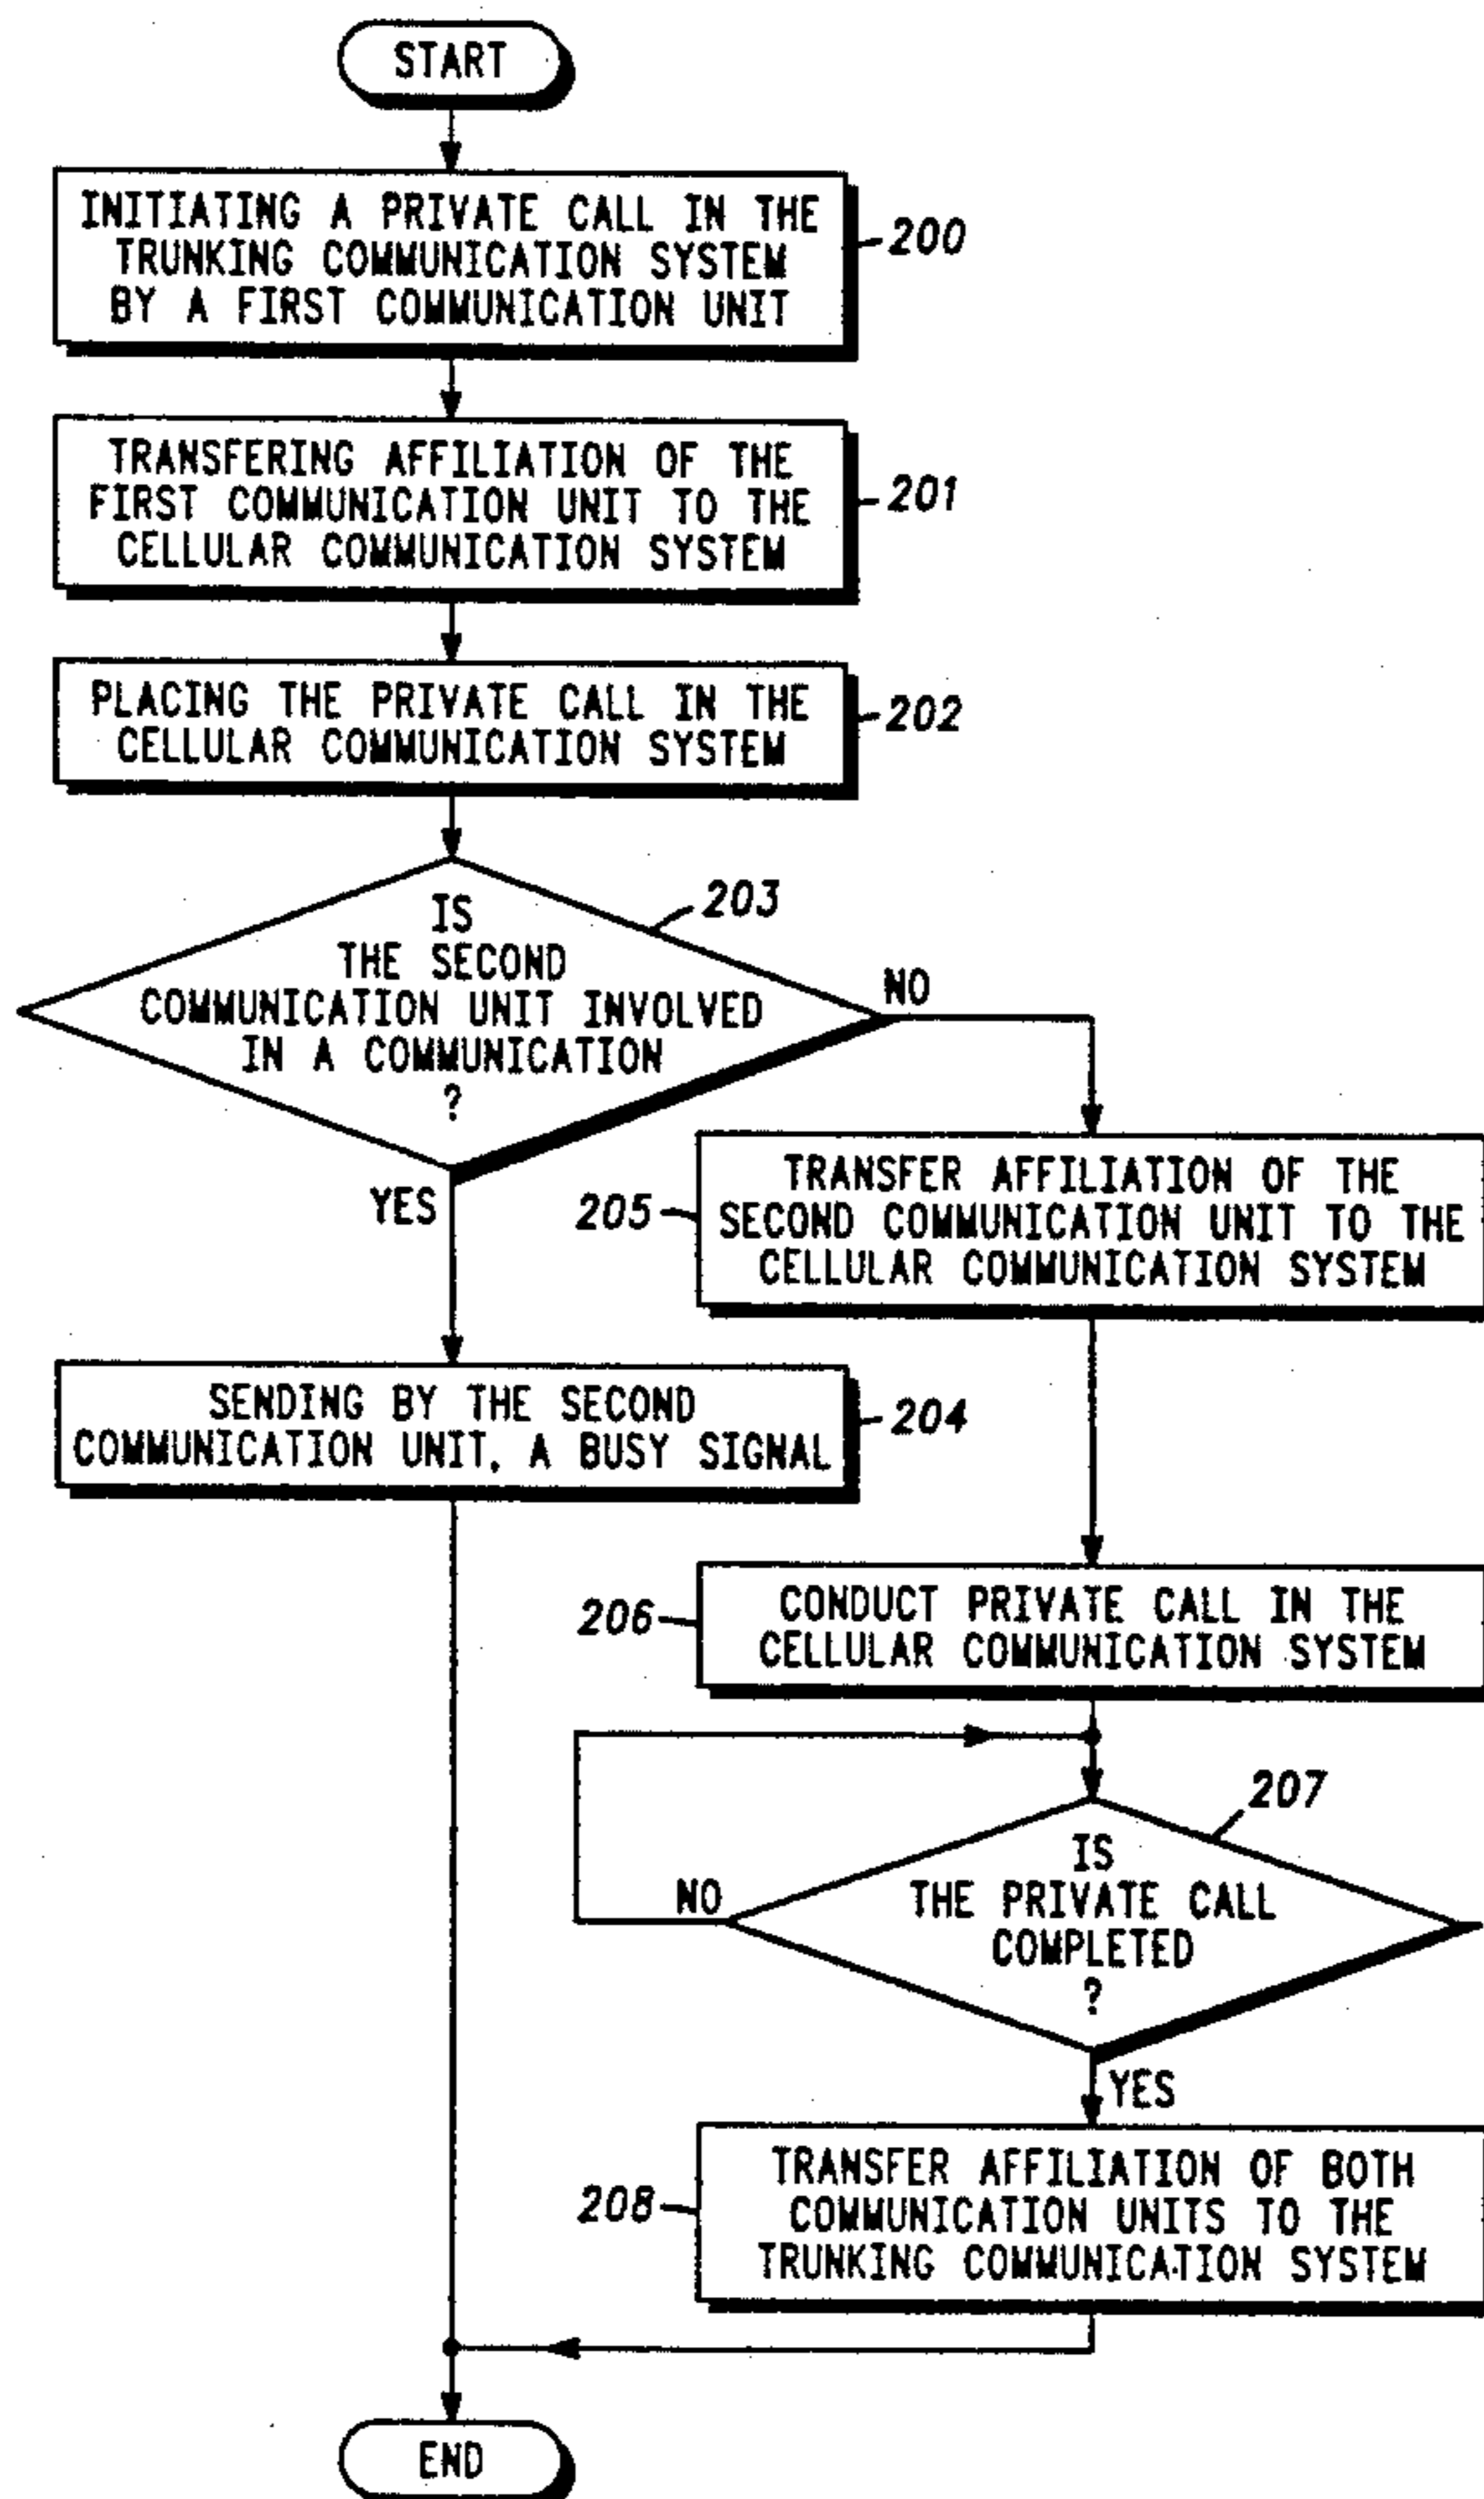 START
INITIATING A PRIVATE CALL IN THE
TRUNKING COMMUNICATION SYSTEM
BY A FIRST COMMUNICATION UNIT
200
TRANSFERING AFFILIATION OF THE
FIRST COMMUNICATION UNIT TO THE
CELLULAR COMMUNICATION SYSTEM
201
PLACING THE PRIVATE CALL IN THE
CELLULAR COMMUNICATION SYSTEM
202
IS
THE SECOND
COMMUNICATION UNIT INVOLVED
IN A COMMUNICATION
?
203
NO
YES
205
TRANSFER AFFILIATION OF THE
SECOND COMMUNICATION UNIT TO THE
CELLULAR COMMUNICATION SYSTEM
SENDING BY THE SECOND
COMMUNICATION UNIT, A BUSY SIGNAL
204
206
CONDUCT PRIVATE CALL IN THE
CELLULAR COMMUNICATION SYSTEM
207
IS
THE PRIVATE CALL
COMPLETED
?
NO
YES
208
TRANSFER AFFILIATION OF BOTH
COMMUNICATION UNITS TO THE
TRUNKING COMMUNICATION SYSTEM
END